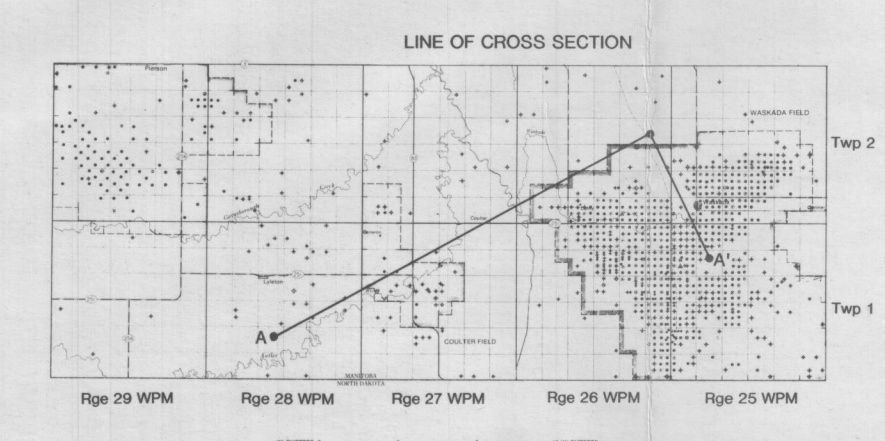 LINE OF CROSS SECTION
Pierson
WASKADA FIELD
Twp 2
Waskada
Coulter
A'
Lyleton
Twp 1
A
COULTER FIELD
MANITOBA
NORTH DAKOTA
Rge 29 WPM
Rge 28 WPM
Rge 27 WPM
Rge 26 WPM
Rge 25 WPM